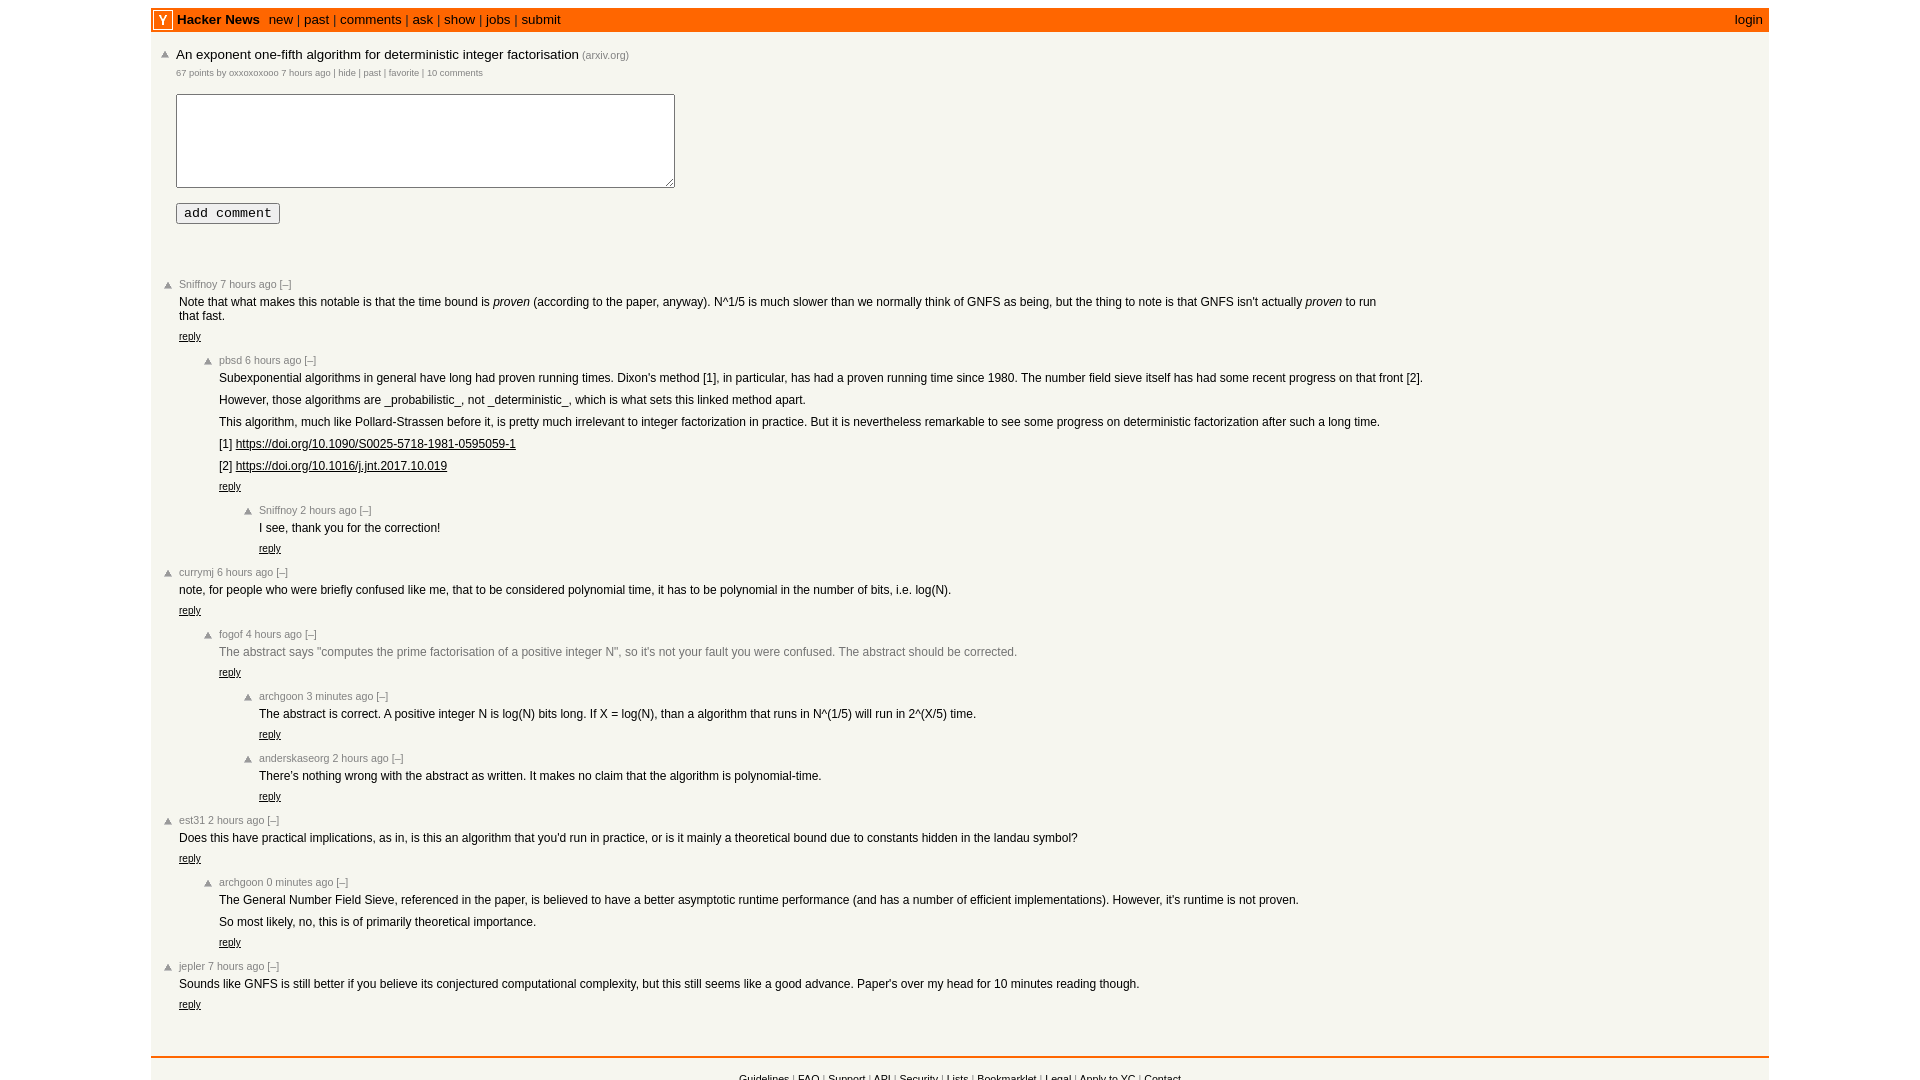 Y Hacker News new | past | comments | ask | show | jobs | submit login
An exponent one-fifth algorithm for deterministic integer factorisation (arxiv.org)
67 points by oxxoxoxooo 7 hours ago | hide | past | favorite | 10 comments
add comment
Sniffnoy 7 hours ago [–]
Note that what makes this notable is that the time bound is proven (according to the paper, anyway). N^1/5 is much slower than we normally think of GNFS as being, but the thing to note is that GNFS isn't actually proven to run
that fast.
reply
pbsd 6 hours ago [–]
Subexponential algorithms in general have long had proven running times. Dixon's method [1], in particular, has had a proven running time since 1980. The number field sieve itself has had some recent progress on that front [2].
However, those algorithms are _probabilistic_, not _deterministic_, which is what sets this linked method apart.
This algorithm, much like Pollard-Strassen before it, is pretty much irrelevant to integer factorization in practice. But it is nevertheless remarkable to see some progress on deterministic factorization after such a long time.
[1] https://doi.org/10.1090/S0025-5718-1981-0595059-1
[2] https://doi.org/10.1016/j.jnt.2017.10.019
reply
Sniffnoy 2 hours ago [–]
I see, thank you for the correction!
reply
currymj 6 hours ago [–]
note, for people who were briefly confused like me, that to be considered polynomial time, it has to be polynomial in the number of bits, i.e. log(N).
reply
fogof 4 hours ago [–]
The abstract says "computes the prime factorisation of a positive integer N", so it's not your fault you were confused. The abstract should be corrected.
reply
archgoon 3 minutes ago [–]
The abstract is correct. A positive integer N is log(N) bits long. If X = log(N), than a algorithm that runs in N^(1/5) will run in 2^(X/5) time.
reply
anderskaseorg 2 hours ago [–]
There's nothing wrong with the abstract as written. It makes no claim that the algorithm is polynomial-time.
reply
est31 2 hours ago [–]
Does this have practical implications, as in, is this an algorithm that you'd run in practice, or is it mainly a theoretical bound due to constants hidden in the landau symbol?
reply
archgoon 0 minutes ago [–]
The General Number Field Sieve, referenced in the paper, is believed to have a better asymptotic runtime performance (and has a number of efficient implementations). However, it's runtime is not proven.
So most likely, no, this is of primarily theoretical importance.
reply
jepler 7 hours ago [–]
Sounds like GNFS is still better if you believe its conjectured computational complexity, but this still seems like a good advance. Paper's over my head for 10 minutes reading though.
reply
Guidelines | FAQ | Support | API | Security | Lists | Bookmarklet | Legal | Apply to YC | Contact